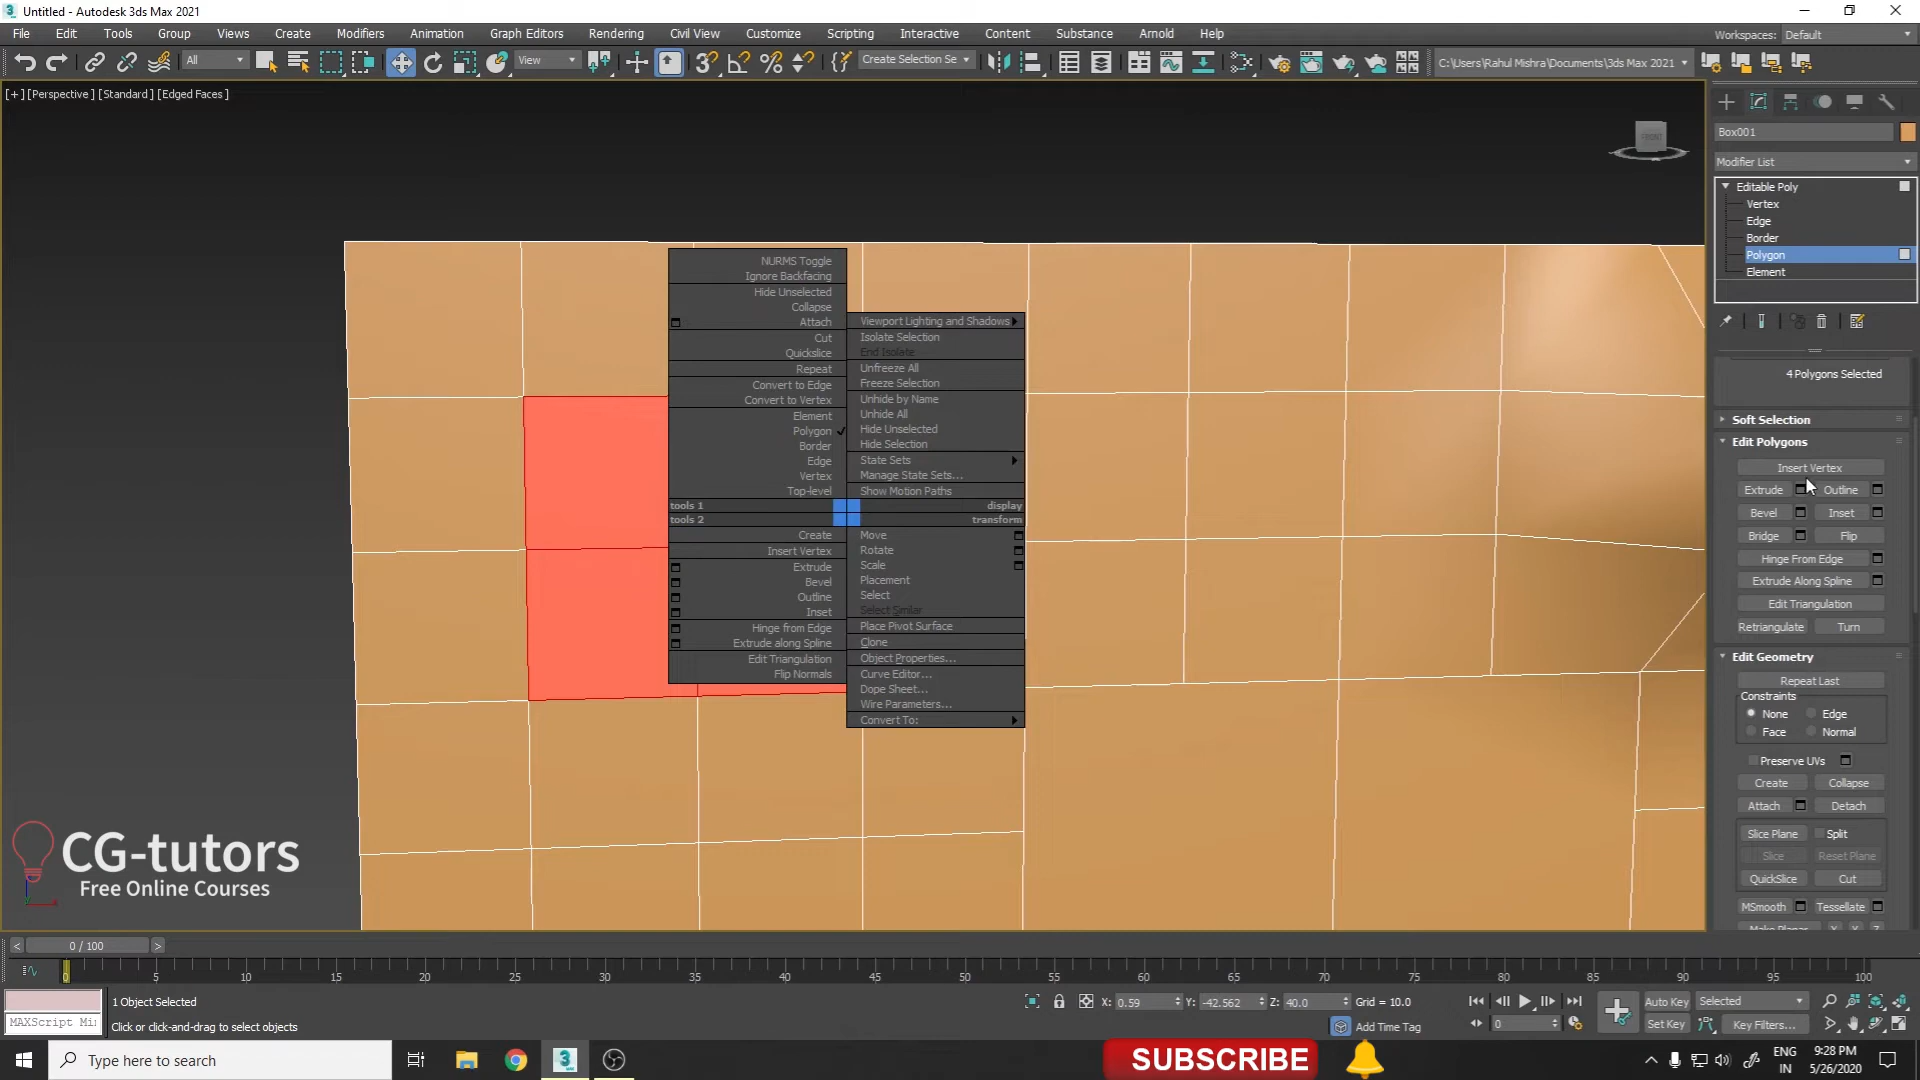 Untitled - Autodesk 3ds Max 2021
File Edit Tools Group Views Create Modifiers Animation Graph Editors Rendering Civil View Customize Scripting Interactive Content Substance Arnold Help
Workspaces: Default
All
View
Create Selection Se
C:\Users\Rahul Mishra\Documents\3ds Max 2021
[+] [Perspective ] [Standard ] [Edged Faces ]
FRONT
Box001
Modifier List
Editable Poly
Vertex
Edge
Border
Polygon
Element
4 Polygons Selected
Soft Selection
Edit Polygons
Insert Vertex
Extrude Outline
Bevel Inset
Bridge Flip
Hinge From Edge
Extrude Along Spline
Edit Triangulation
Retriangulate Turn
Edit Geometry
Repeat Last
Constraints
None Edge
Face Normal
Preserve UVs
Create Collapse
Attach Detach
Slice Plane Split
Slice Reset Plane
QuickSlice Cut
MSmooth Tessellate
Make Planar X Y Z
NURMS Toggle
Ignore Backfacing
Hide Unselected
Collapse
Attach
Cut
Quickslice
Repeat
Convert to Edge
Convert to Vertex
Element
Polygon
Border
Edge
Vertex
Top-level
tools 1
tools 2
Create
Insert Vertex
Extrude
Bevel
Outline
Inset
Hinge from Edge
Extrude along Spline
Edit Triangulation
Flip Normals
Viewport Lighting and Shadows
Isolate Selection
End Isolate
Unfreeze All
Freeze Selection
Unhide by Name
Unhide All
Hide Unselected
Hide Selection
State Sets
Manage State Sets...
Show Motion Paths
display
transform
Move
Rotate
Scale
Placement
Select
Select Similar
Place Pivot Surface
Clone
Object Properties...
Curve Editor...
Dope Sheet...
Wire Parameters...
Convert To:
CG-tutors
Free Online Courses
< 0 / 100 >
0 5 10 15 20 25 30 35 40 45 50 55 60 65 70 75 80 85 90 95 100
1 Object Selected
MAXScript Mi
Click or click-and-drag to select objects
X: 0.59 Y: -42.562 Z: 40.0 Grid = 10.0
Add Time Tag
0
Auto Key Selected
Set Key Key Filters...
Type here to search
SUBSCRIBE
ENG
IN
9:28 PM
5/26/2020